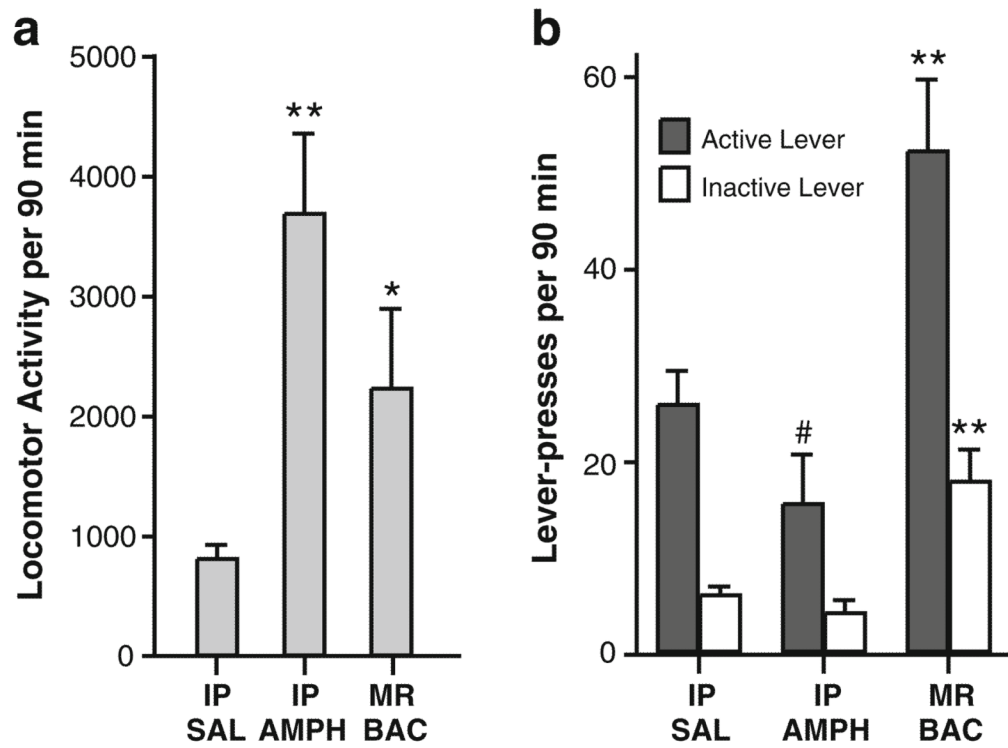 a
Locomotor Activity per 90 min
5000
4000
3000
2000
1000
0
**
*
IP
SAL
IP
AMPH
MR
BAC
b
Lever-presses per 90 min
60
40
20
0
Active Lever
Inactive Lever
#
**
**
IP
SAL
IP
AMPH
MR
BAC